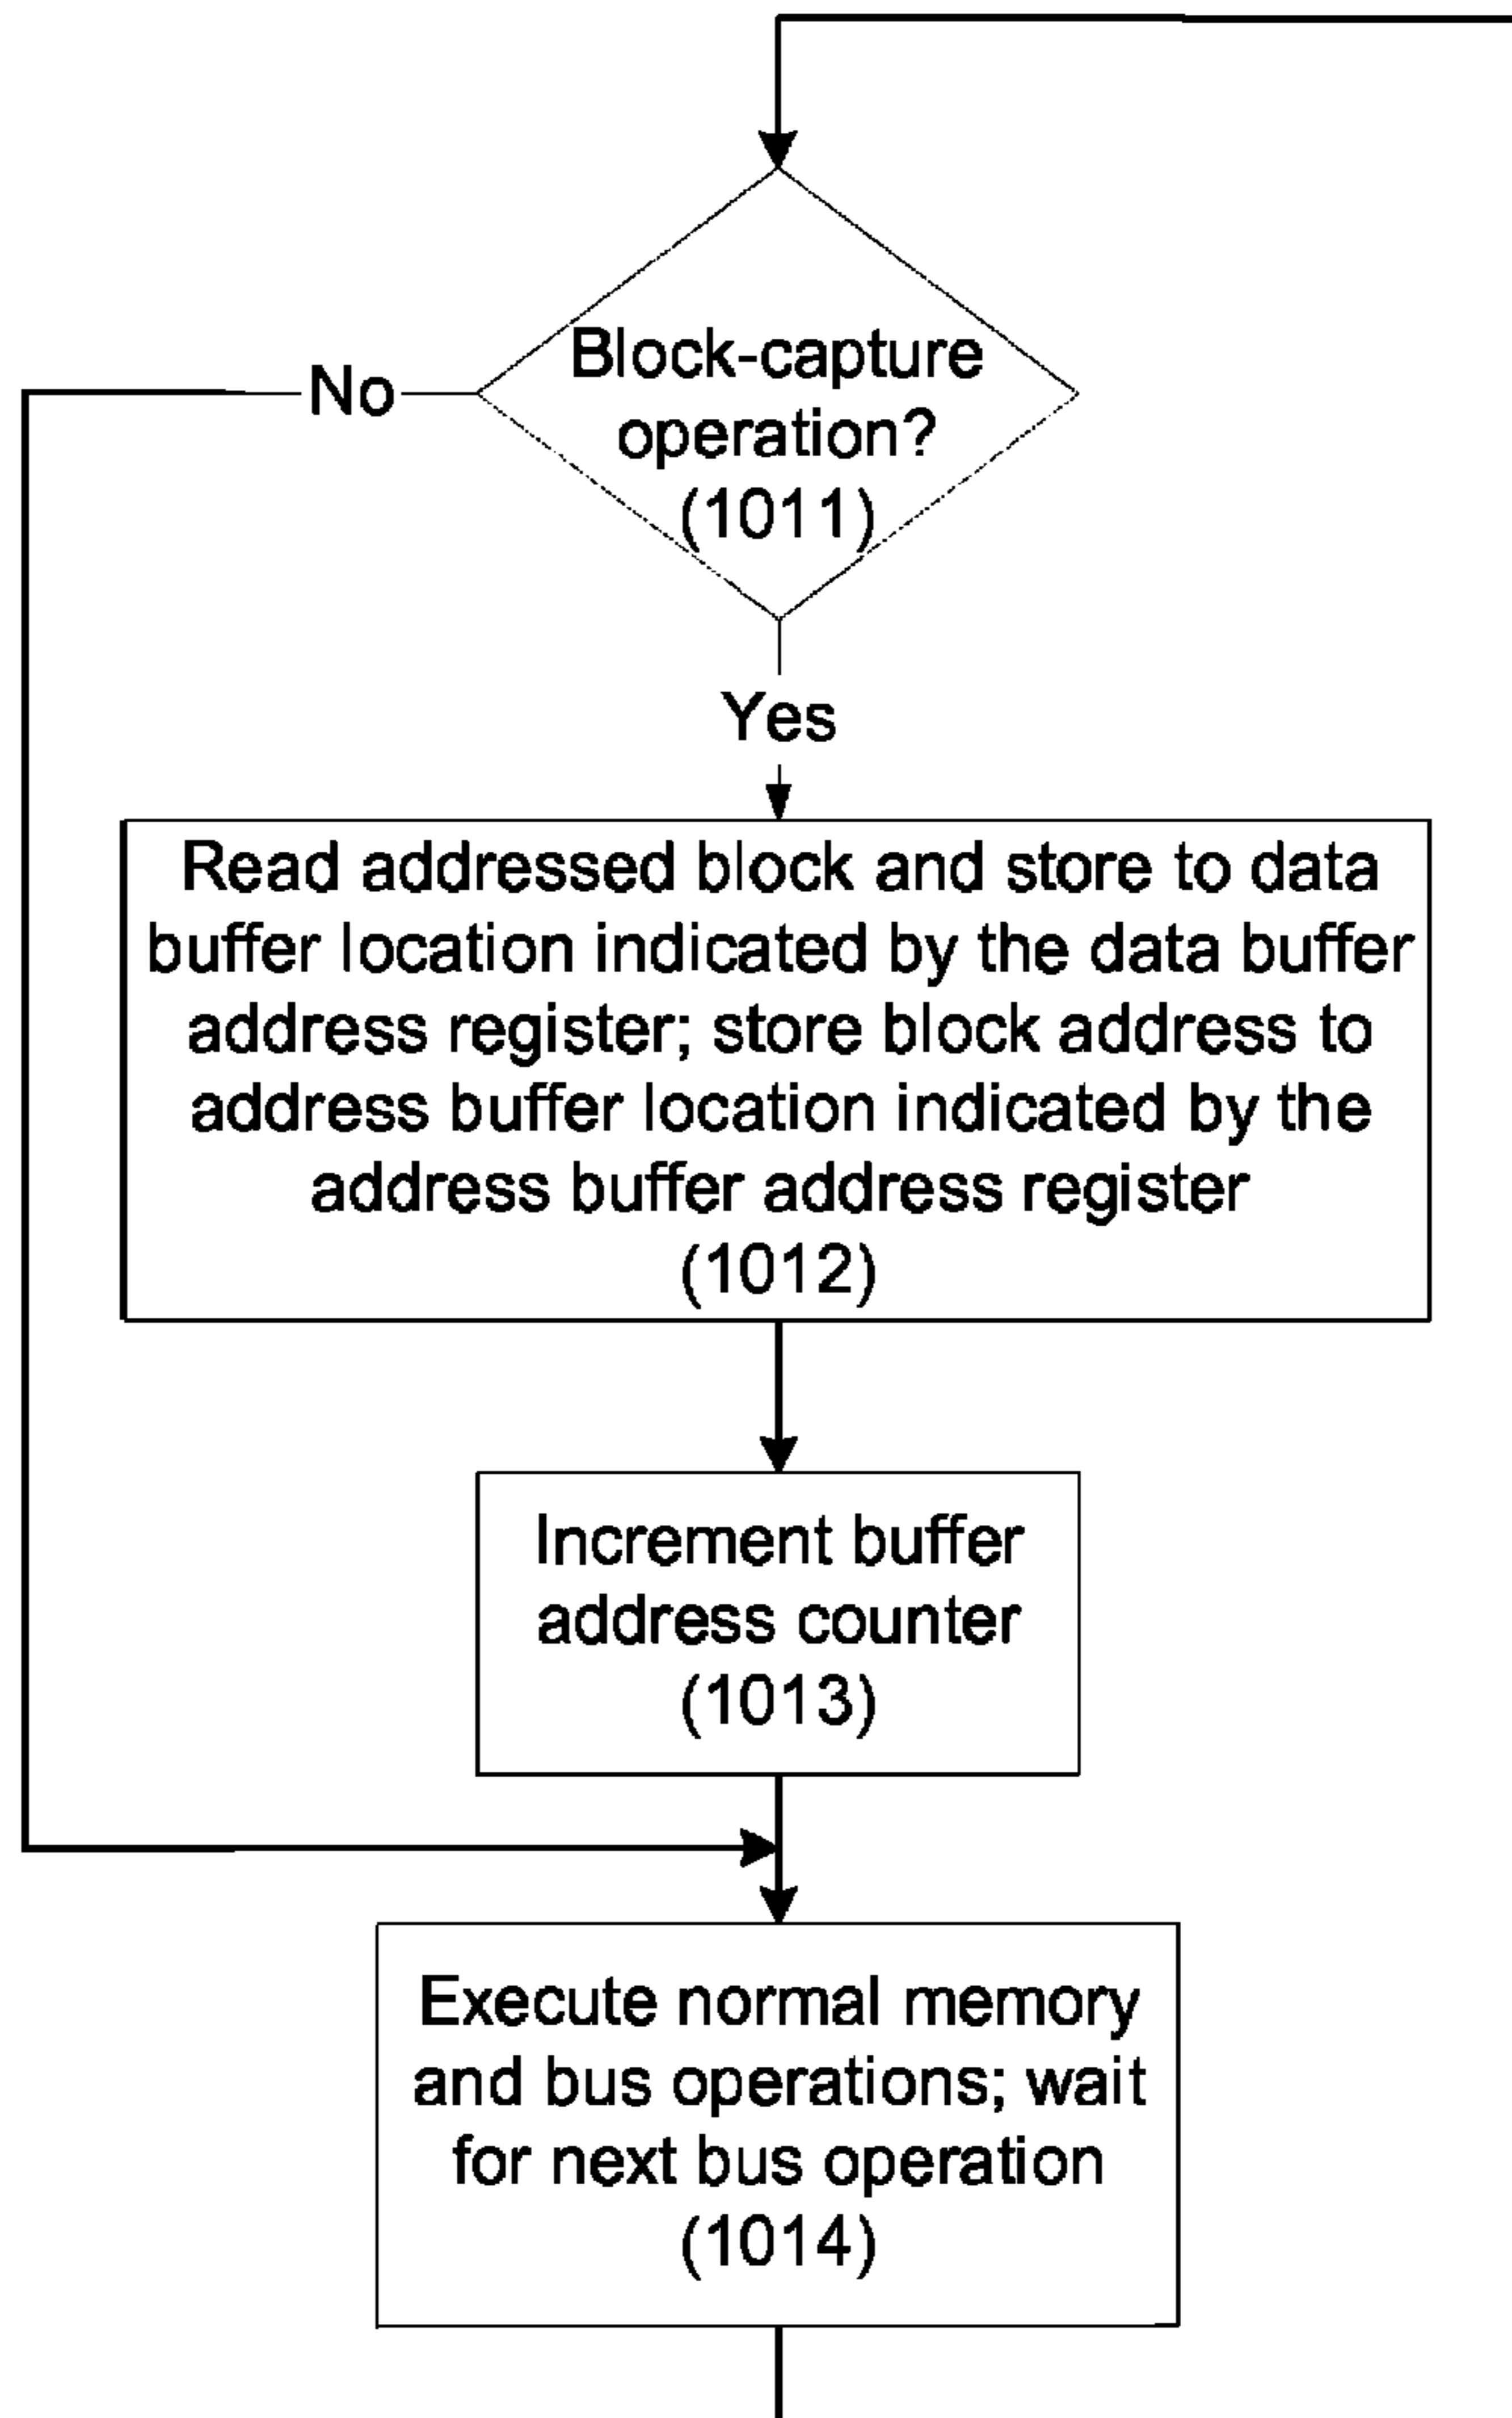 Block-capture
operation?
(1011)
No
Yes
Read addressed block and store to data
buffer location indicated by the data buffer
address register; store block address to
address buffer location indicated by the
address buffer address register
(1012)
Increment buffer
address counter
(1013)
Execute normal memory
and bus operations; wait
for next bus operation
(1014)